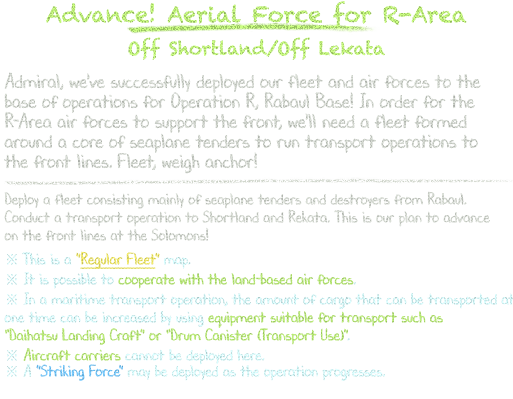 Advance! Aerial Force for R-Area
Off Shortland/Off Lekata
Admiral, we've successfully deployed our fleet and air forces to the
base of operations for Operation R, Rabaul Base! In order for the
R-Area air forces to support the front, we'll need a fleet formed
around a core of seaplane tenders to run transport operations to
the front lines. Fleet, weigh anchor!
Deploy a fleet consisting mainly of seaplane tenders and destroyers from Rabaul.
Conduct a transport operation to Shortland and Rekata. This is our plan to advance
on the front lines at the Solomons!
※ This is a "Regular Fleet" map.
※ It is possible to cooperate with the land-based air forces.
※ In a maritime transport operation, the amount of cargo that can be transported at
one time can be increased by using equipment suitable for transport such as
"Daihatsu Landing Craft" or "Drum Canister (Transport Use)".
※ Aircraft carriers cannot be deployed here.
※ A "Striking Force" may be deployed as the operation progresses.